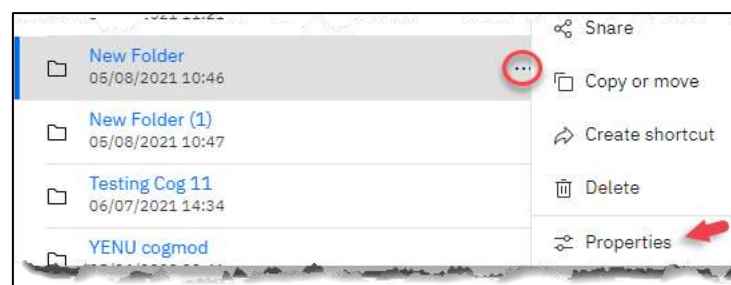 New Folder
05/08/2021 10:46
New Folder (1)
05/08/2021 10:47
Testing Cog 11
06/07/2021 14:34
YENU cogmod
Share
Copy or move
Create shortcut
Delete
Properties